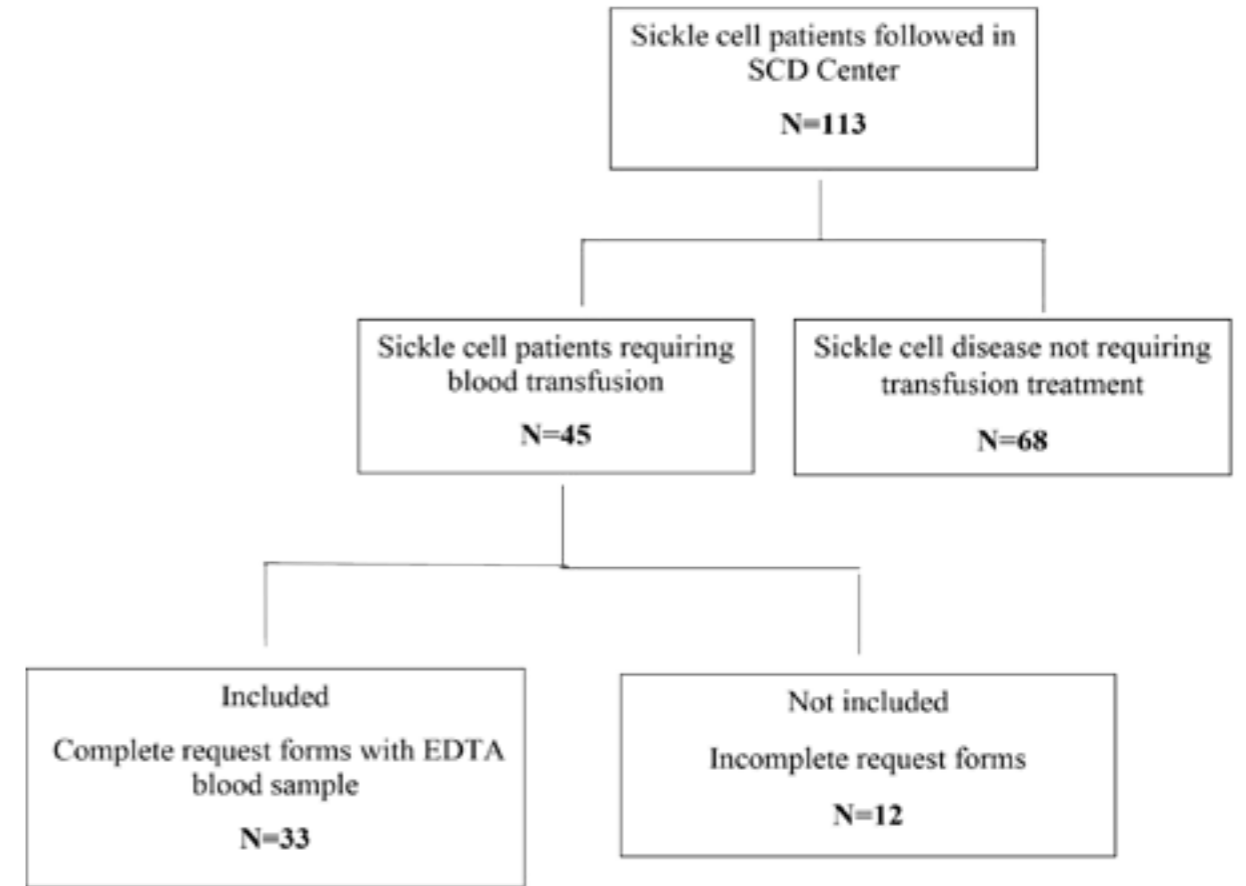 Sickle cell patients followed in
SCD Center
N=113
Sickle cell patients requiring
blood transfusion
N=45
Sickle cell disease not requiring
transfusion treatment
N=68
Included
Complete request forms with EDTA
blood sample
N=33
Not included
Incomplete request forms
N=12